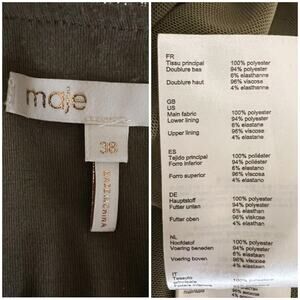 maje
38
MADE IN CHINA
FR
Tissu principal 100% polyester
Doublure bas 94% polyester
6% elasthanne
Doublure haut 96% viscose
4% elasthanne
GB
US
Main fabric 100% polyester
Lower lining 94% polyester
6% elastane
Upper lining 96% viscose
4% elastane
ES
Tejido principal 100% poliéster
Forro inferior 94% poliéster
6% elastano
Forro superior 96% viscosa
4% elastano
DE
Hauptstoff 100% Polyester
Futter unten 94% Polyester
6% Elasthan
Futter oben 96% Viskose
4% Elasthan
NL
Hoofdstof 100% polyester
Voering beneden 94% polyester
6% elastaan
Voering boven 96% viscose
4% elastaan
IT
Tessuto